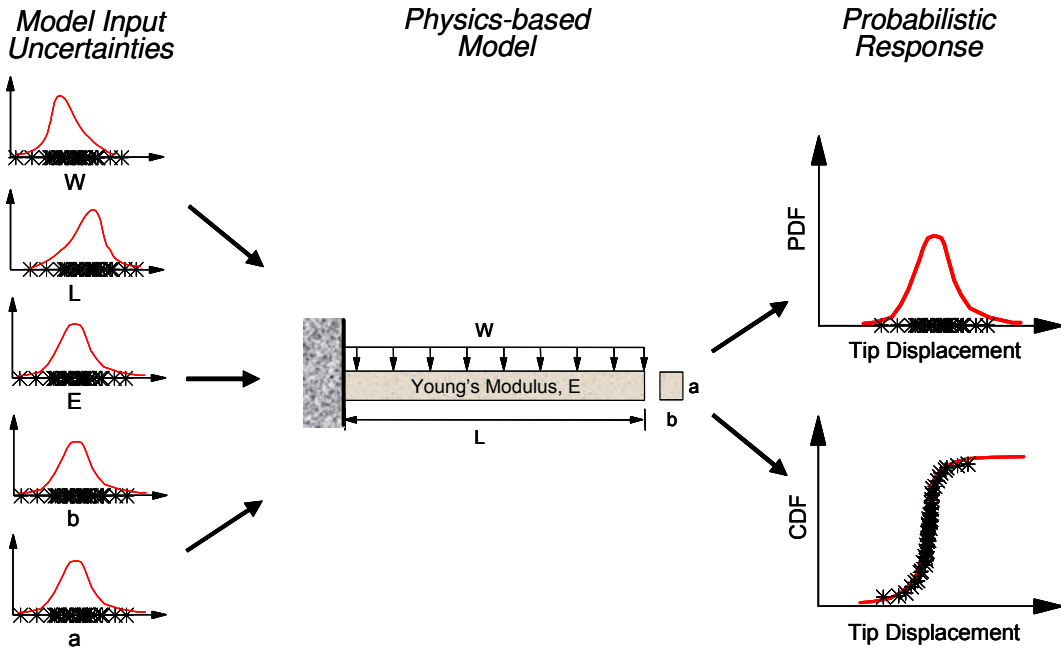 Model Input
Uncertainties
W
L
E
b
a
Physics-based
Model
W
Young's Modulus, E
L
a
b
Probabilistic
Response
PDF
Tip Displacement
CDF
Tip Displacement